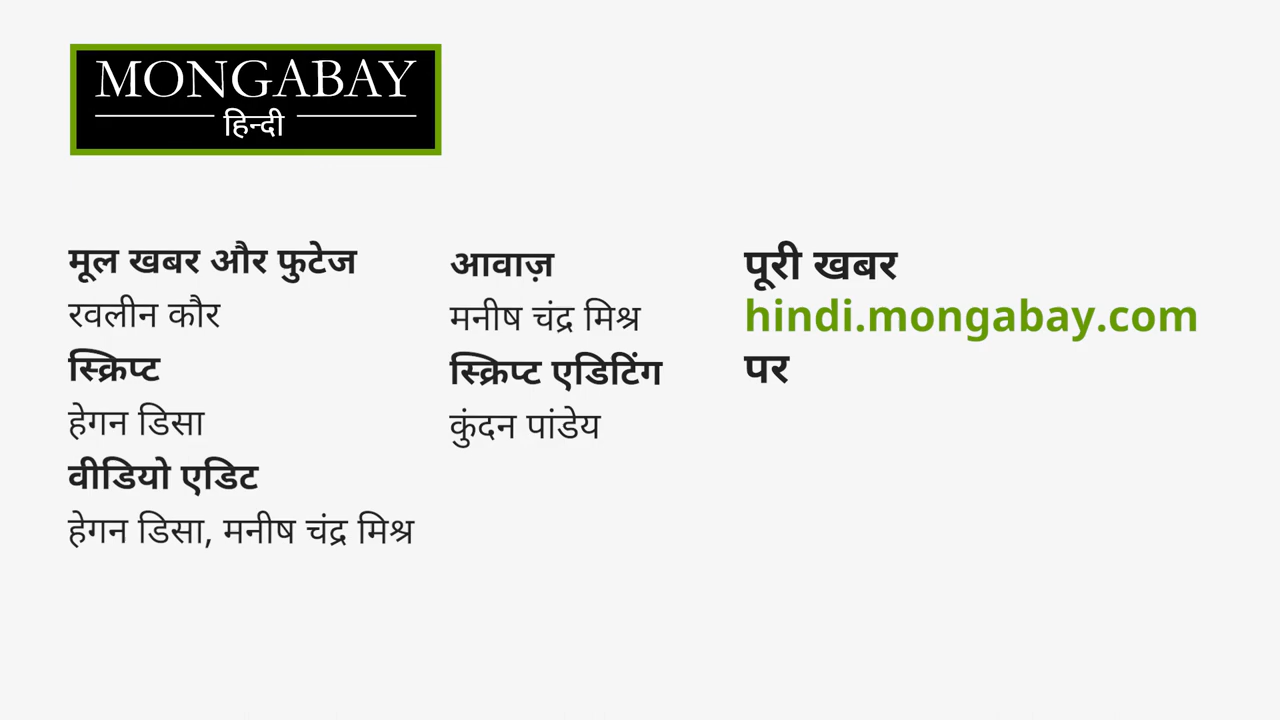 MONGABAY
हिन्दी
मूल खबर और फुटेज
रवलीन कौर
स्क्रिप्ट
हेगन डिसा
वीडियो एडिट
हेगन डिसा, मनीष चंद्र मिश्र
आवाज़
मनीष चंद्र मिश्र
स्क्रिप्ट एडिटिंग
कुंदन पांडेय
पूरी खबर
hindi.mongabay.com
पर